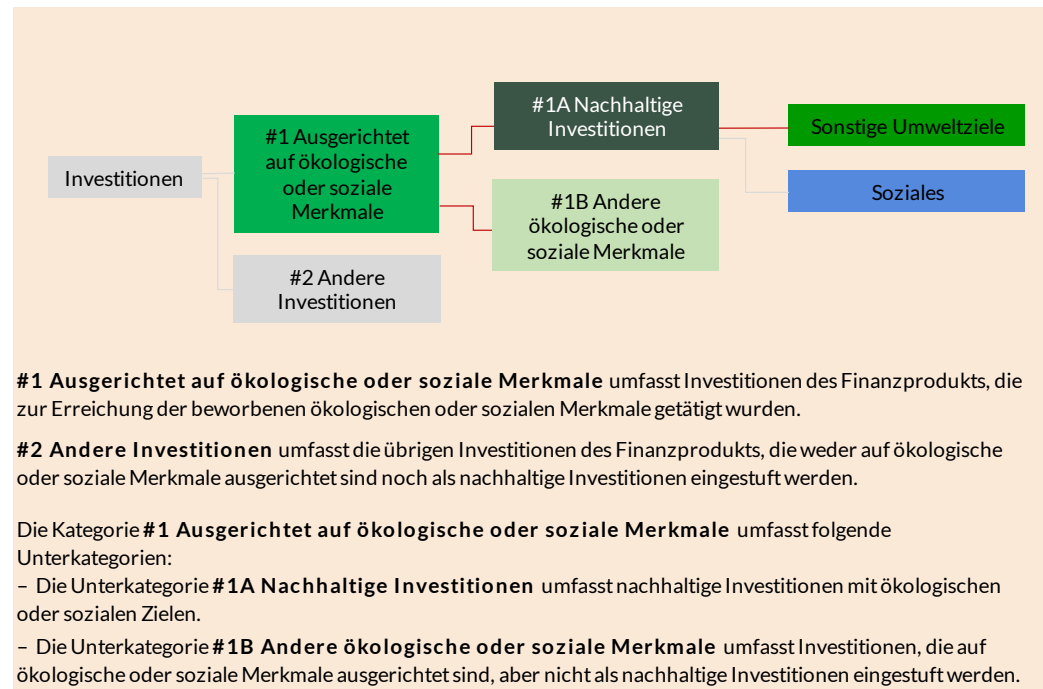 #1A Nachhaltige
Investitionen
Sonstige Umweltziele
#1 Ausgerichtet
auf ökologische
oder soziale
Merkmale
Investitionen
Soziales
#1B Andere
ökologische oder
soziale Merkmale
#2 Andere
Investitionen
#1 Ausgerichtet auf ökologische oder soziale Merkmale umfasst Investitionen des Finanzprodukts, die
zur Erreichung der beworbenen ökologischen oder sozialen Merkmale getätigt wurden.
#2 Andere Investitionen umfasst die übrigen Investitionen des Finanzprodukts, die weder auf ökologische
oder soziale Merkmale ausgerichtet sind noch als nachhaltige Investitionen eingestuft werden.
Die Kategorie #1 Ausgerichtet auf ökologische oder soziale Merkmale umfasst folgende
Unterkategorien:
– Die Unterkategorie #1A Nachhaltige Investitionen umfasst nachhaltige Investitionen mit ökologischen
oder sozialen Zielen.
– Die Unterkategorie #1B Andere ökologische oder soziale Merkmale umfasst Investitionen, die auf
ökologische oder soziale Merkmale ausgerichtet sind, aber nicht als nachhaltige Investitionen eingestuft werden.